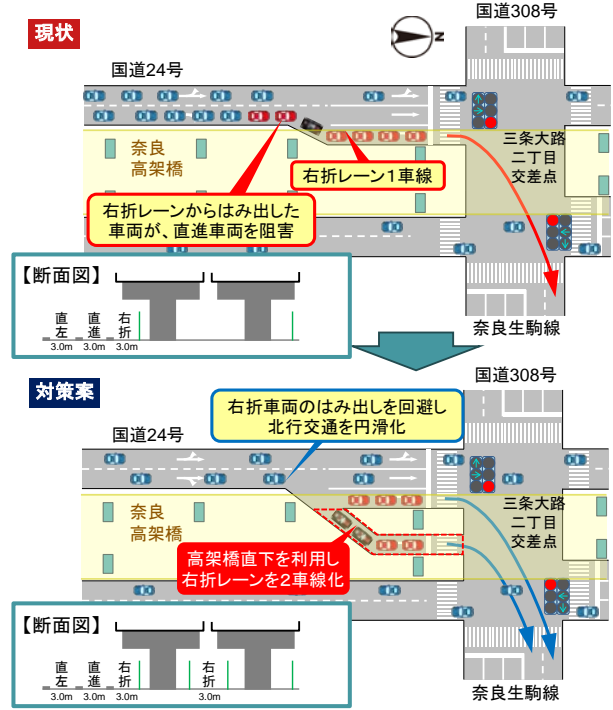 現状
国道308号
N
国道24号
奈良
高架橋
三条大路
二丁目
交差点
右折レーン1車線
右折レーンからはみ出した
車両が、直進車両を阻害
【断面図】
直左 直進 右折
3.0m 3.0m 3.0m
奈良生駒線
対策案
国道308号
右折車両のはみ出しを回避し
北行交通を円滑化
国道24号
奈良
高架橋
三条大路
二丁目
交差点
高架橋直下を利用し
右折レーンを2車線化
【断面図】
直左 直進 右折 右折
3.0m 3.0m 3.0m 3.0m
奈良生駒線